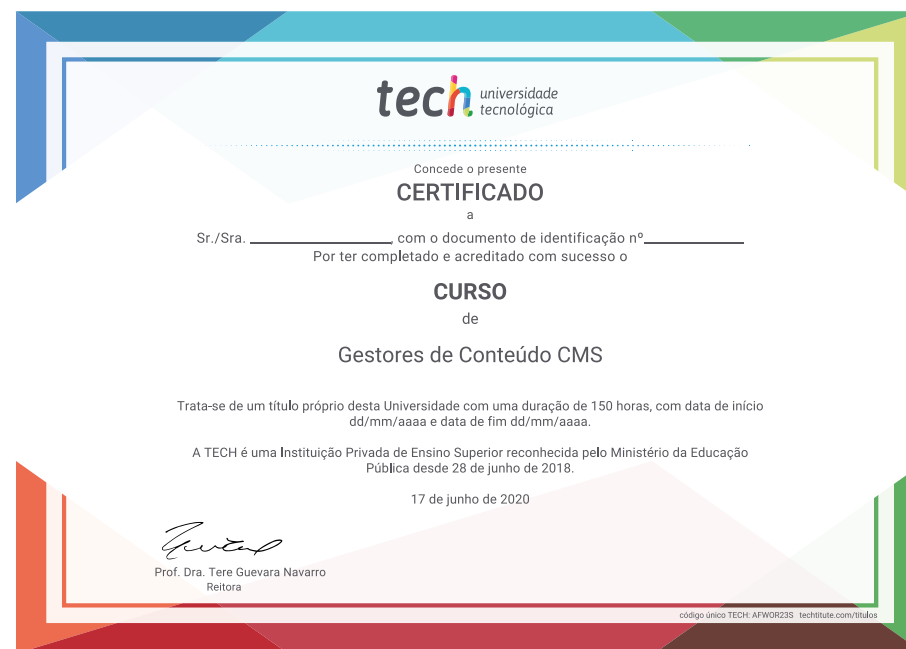 tech universidade
tecnológica
Concede o presente
CERTIFICADO
a
Sr./Sra. ____________________, com o documento de identificação nº______________
Por ter completado e acreditado com sucesso o
CURSO
de
Gestores de Conteúdo CMS
Trata-se de um título próprio desta Universidade com uma duração de 150 horas, com data de início
dd/mm/aaaa e data de fim dd/mm/aaaa.
A TECH é uma Instituição Privada de Ensino Superior reconhecida pelo Ministério da Educação
Pública desde 28 de junho de 2018.
17 de junho de 2020
Prof. Dra. Tere Guevara Navarro
Reitora
código único TECH: AFWOR23S techtitute.com/titulos